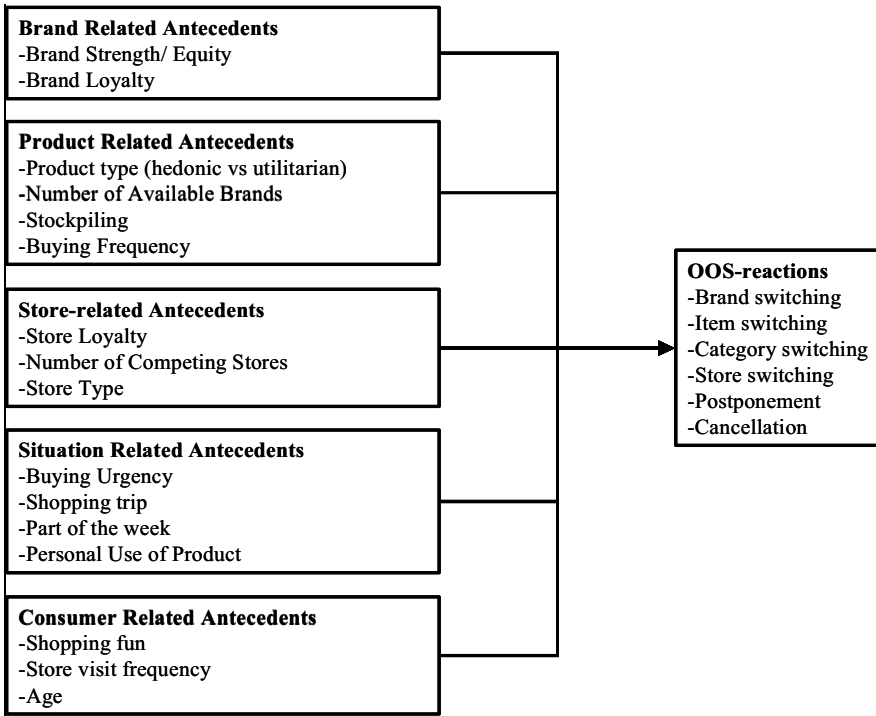 Brand Related Antecedents
-Brand Strength/ Equity
-Brand Loyalty
Product Related Antecedents
-Product type (hedonic vs utilitarian)
-Number of Available Brands
-Stockpiling
-Buying Frequency
Store-related Antecedents
-Store Loyalty
-Number of Competing Stores
-Store Type
Situation Related Antecedents
-Buying Urgency
-Shopping trip
-Part of the week
-Personal Use of Product
Consumer Related Antecedents
-Shopping fun
-Store visit frequency
-Age
OOS-reactions
-Brand switching
-Item switching
-Category switching
-Store switching
-Postponement
-Cancellation